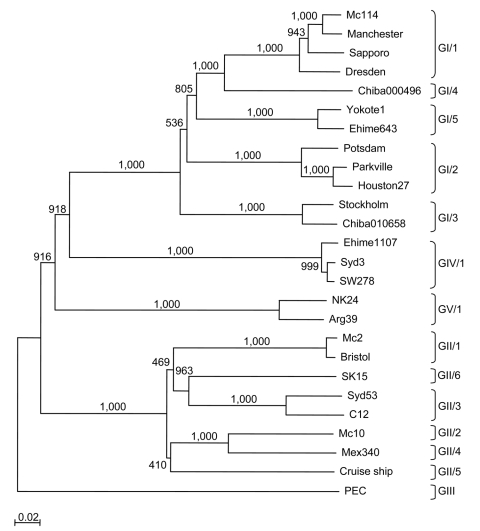 1,000 Mc114
943 Manchester
1,000 Sapporo GI/1
Dresden
1,000
805 Chiba000496 GI/4
Yokote1
1,000 GI/5
536 Ehime643
Potsdam
1,000 Parkville GI/2
1,000
1,000 Houston27
Stockholm
1,000 GI/3
918 Chiba010658
Ehime1107
1,000 Syd3 GIV/1
916 999
SW278
NK24
1,000 GV/1
Arg39
Mc2
1,000 GII/1
Bristol
469 963 SK15 GII/6
Syd53
1,000 GII/3
1,000 C12
Mc10 GII/2
1,000
Mex340 GII/4
410 Cruise ship GII/5
PEC GIII
0.02